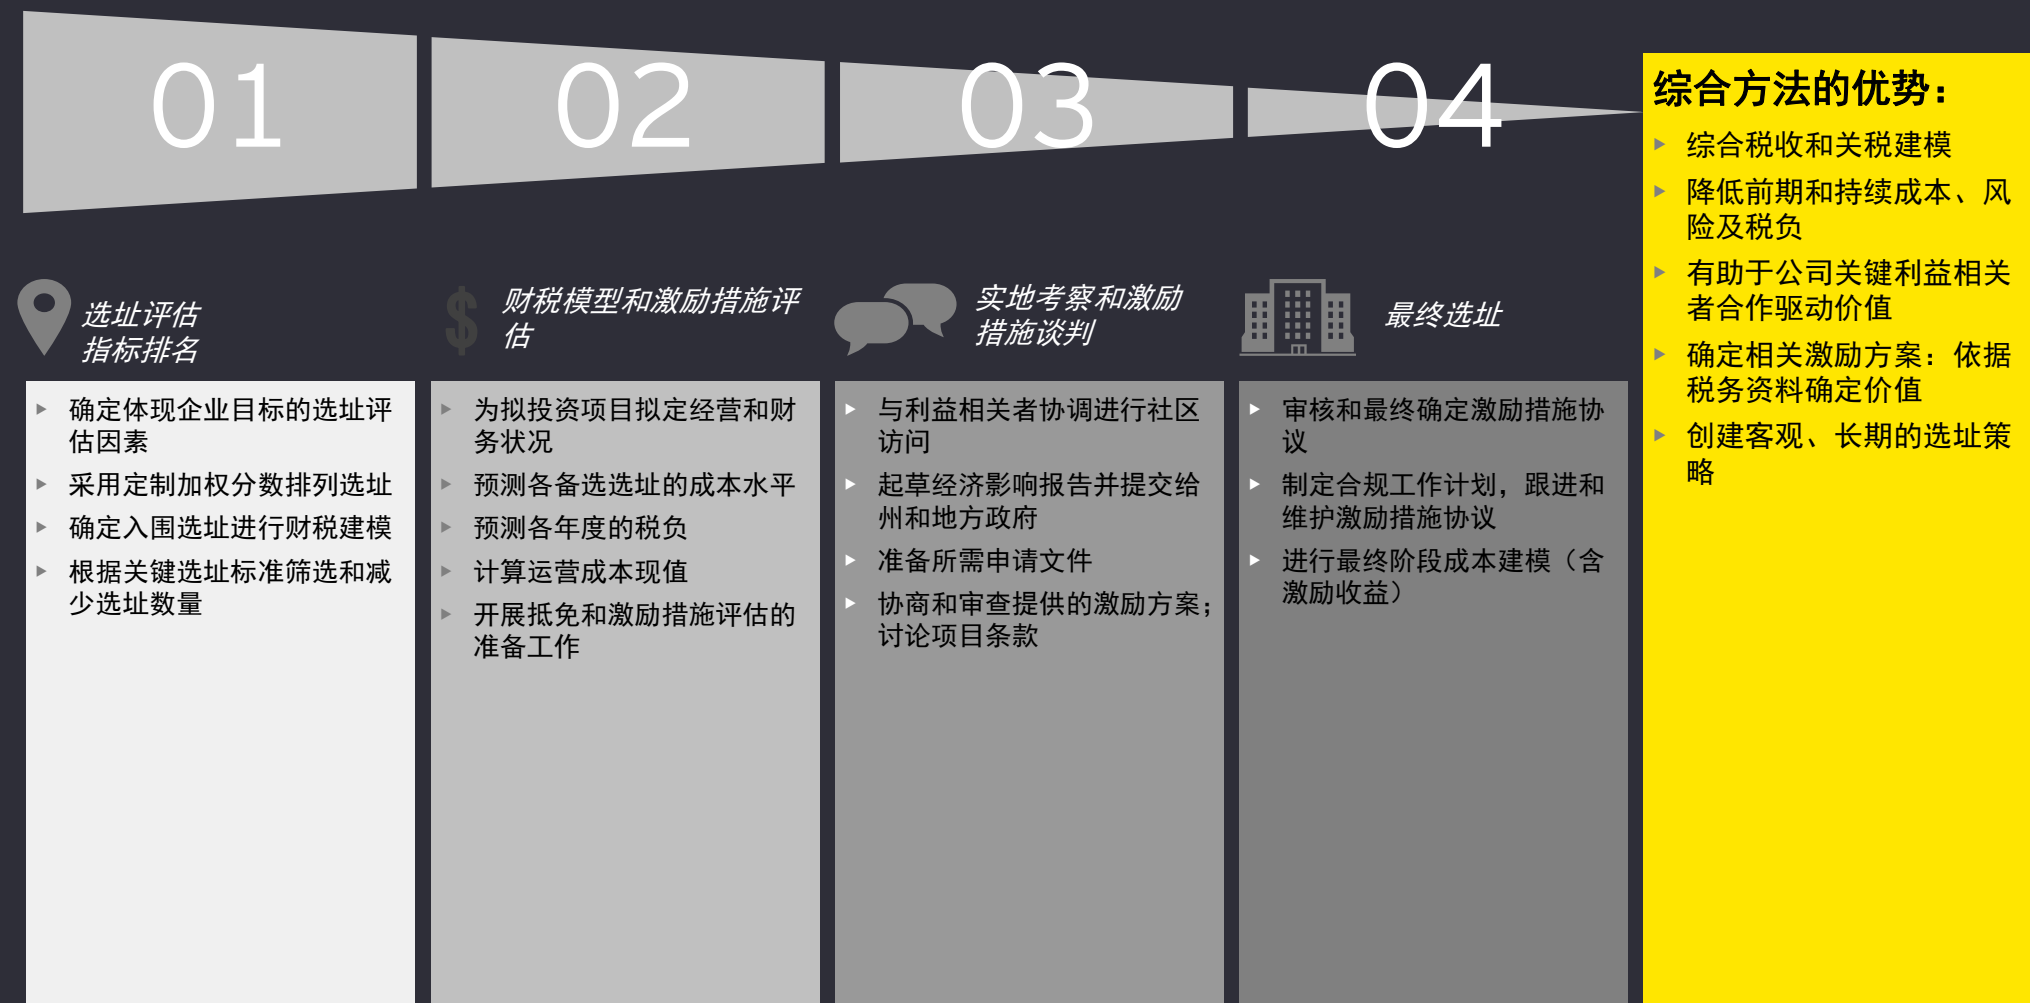 01
02
03
04
选址评估
指标排名
财税模型和激励措施评
估
实地考察和激励
措施谈判
最终选址
确定体现企业目标的选址评
估因素
采用定制加权分数排列选址
确定入围选址进行财税建模
根据关键选址标准筛选和减
少选址数量
为拟投资项目拟定经营和财
务状况
预测各备选选址的成本水平
预测各年度的税负
计算运营成本现值
开展抵免和激励措施评估的
准备工作
与利益相关者协调进行社区
访问
起草经济影响报告并提交给
州和地方政府
准备所需申请文件
协商和审查提供的激励方案；
讨论项目条款
审核和最终确定激励措施协
议
制定合规工作计划，跟进和
维护激励措施协议
进行最终阶段成本建模（含
激励收益）
综合方法的优势：
综合税收和关税建模
降低前期和持续成本、风
险及税负
有助于公司关键利益相关
者合作驱动价值
确定相关激励方案：依据
税务资料确定价值
创建客观、长期的选址策
略